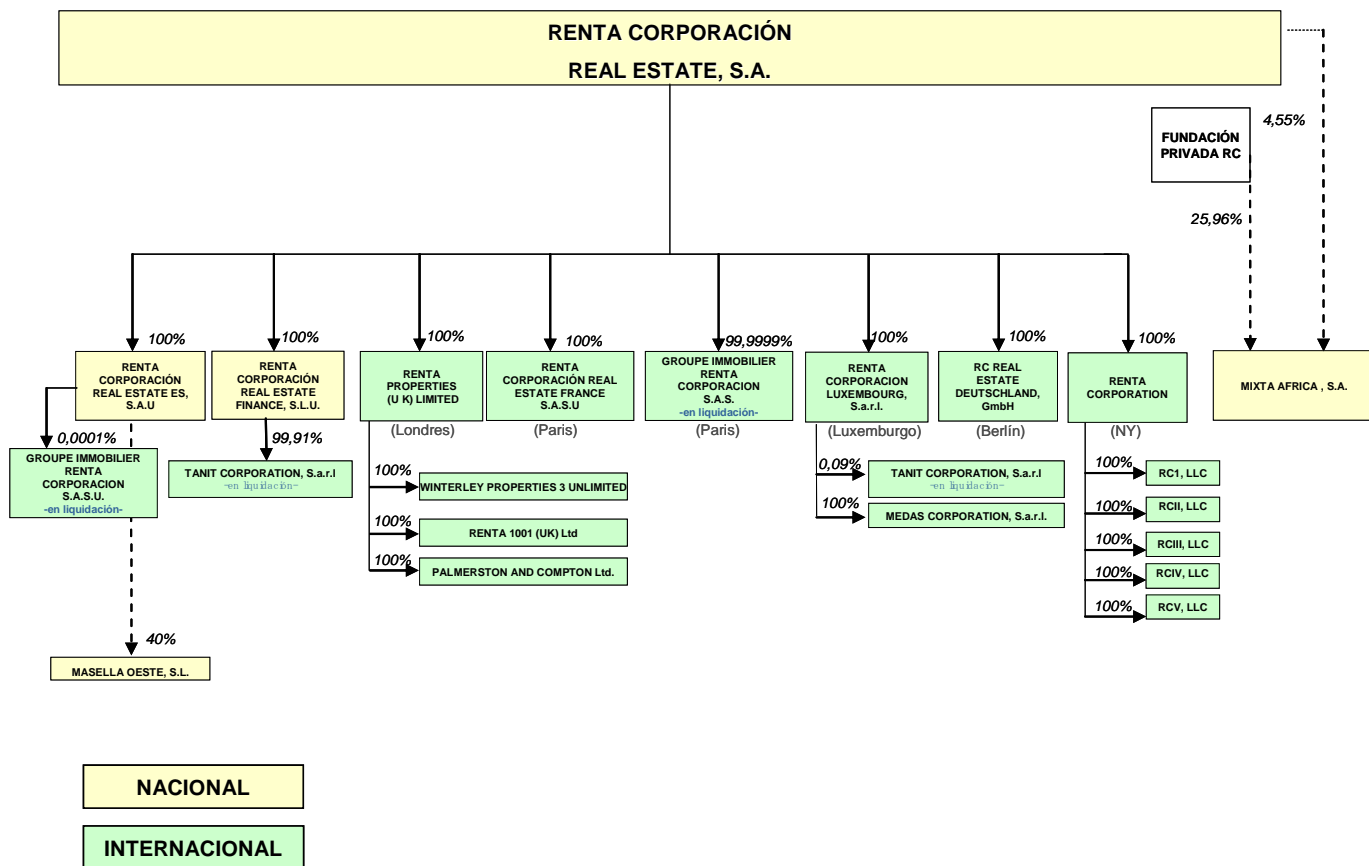 RENTA CORPORACIÓN
REAL ESTATE, S.A.
4,55%
FUNDACIÓN
PRIVADA RC
25,96%
100%
100%
100%
100%
99,9999%
100%
100%
100%
RENTA
CORPORACIÓN
REAL ESTATE ES,
S.A.U
RENTA
CORPORACIÓN
REAL ESTATE
FINANCE, S.L.U.
RENTA
PROPERTIES
(U K) LIMITED
RENTA
CORPORACIÓN REAL
ESTATE FRANCE
S.A.S.U
GROUPE IMMOBILIER
RENTA
CORPORACION
S.A.S.
-en liquidación-
RENTA
CORPORACION
LUXEMBOURG,
S.a.r.l.
RC REAL
ESTATE
DEUTSCHLAND,
GmbH
RENTA
CORPORATION
MIXTA AFRICA , S.A.
(Londres)
(Paris)
(Paris)
(Luxemburgo)
(Berlín)
(NY)
0,0001%
GROUPE IMMOBILIER
RENTA
CORPORACION
S.A.S.U.
-en liquidación-
99,91%
TANIT CORPORATION, S.a.r.l
-en liquidación-
100%
WINTERLEY PROPERTIES 3 UNLIMITED
100%
RENTA 1001 (UK) Ltd
100%
PALMERSTON AND COMPTON Ltd.
0,09%
TANIT CORPORATION, S.a.r.l
-en liquidación-
100%
MEDAS CORPORATION, S.a.r.l.
100%
RC1, LLC
100%
RCII, LLC
100%
RCIII, LLC
100%
RCIV, LLC
100%
RCV, LLC
40%
MASELLA OESTE, S.L.
NACIONAL
INTERNACIONAL